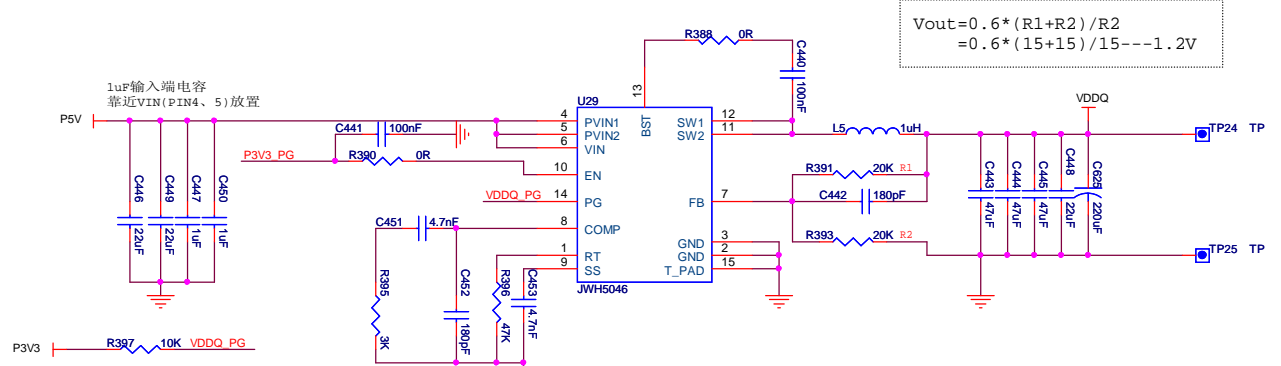 Vout=0.6*(R1+R2)/R2
=0.6*(15+15)/15---1.2V
R388 0R
C440
100nF
1uF输入端电容
靠近VIN(PIN4、5)放置
P5V
C446
22uF
C449
22uF
C447
1uF
C450
1uF
C441 100nF
P3V3_PG
R390 0R
VDDQ_PG
C451 4.7nF
R395
3K
C452
180pF
R396
47K
C453
4.7nF
U29
4 PVIN1
5 PVIN2
6 VIN
10 EN
14 PG
8 COMP
1 RT
9 SS
13
BST
SW1 12
SW2 11
FB 7
GND 3
GND 2
T_PAD 15
JWH5046
L5 1uH
R391 20K R1
C442 180pF
R393 20K R2
VDDQ
C443
47uF
C444
47uF
C445
47uF
C448
22uF
C625
220uF
TP24 TP
TP25 TP
P3V3
R397 10K VDDQ_PG